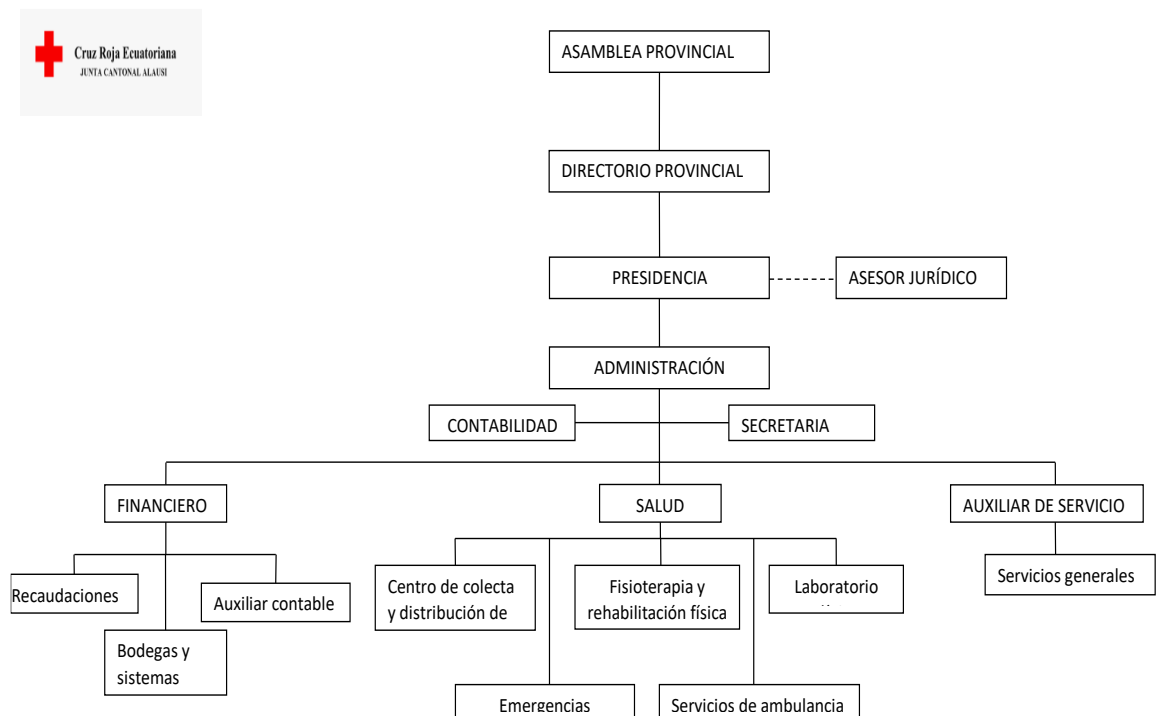 Cruz Roja Ecuatoriana
JUNTA CANTONAL ALAUSI
ASAMBLEA PROVINCIAL
DIRECTORIO PROVINCIAL
PRESIDENCIA
ASESOR JURÍDICO
ADMINISTRACIÓN
CONTABILIDAD
SECRETARIA
FINANCIERO
SALUD
AUXILIAR DE SERVICIO
Recaudaciones
Auxiliar contable
Bodegas y
sistemas
Centro de colecta
y distribución de
Fisioterapia y
rehabilitación física
Laboratorio
Servicios generales
Emergencias
Servicios de ambulancia